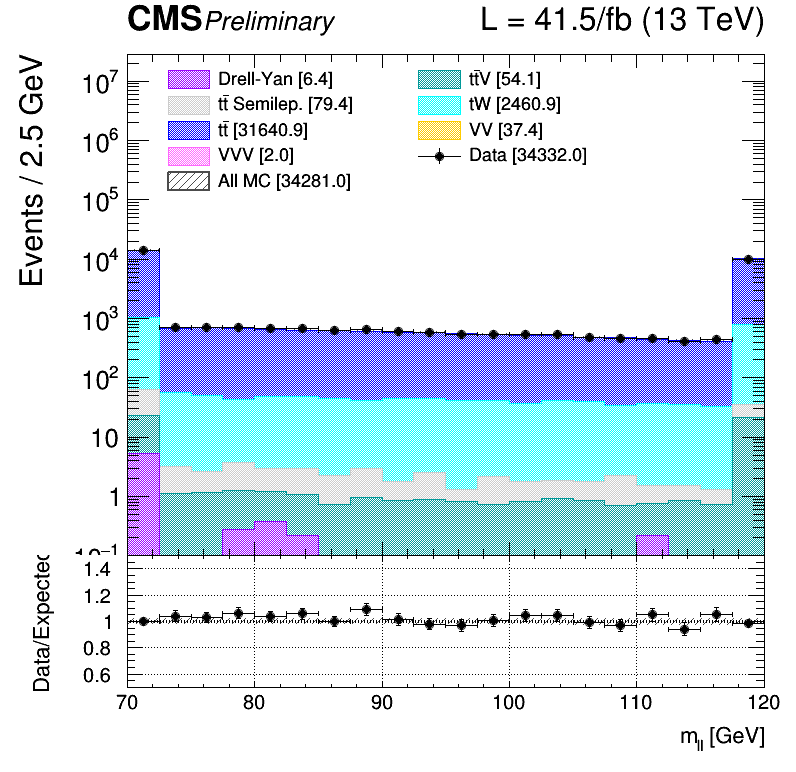 CMS Preliminary L = 41.5/fb (13 TeV)
Drell-Yan [6.4] tt̄V [54.1]
tt̄ Semilep. [79.4] tW [2460.9]
tt̄ [31640.9] VV [37.4]
VVV [2.0] Data [34332.0]
All MC [34281.0]
Events / 2.5 GeV
10⁷
10⁶
10⁵
10⁴
10³
10²
10
1
10⁻¹
Data/Expected
1.4
1.2
1
0.8
0.6
70 80 90 100 110 120
m_ll [GeV]